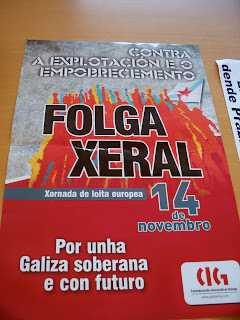 CONTRA
A EXPLOTACIÓN E O
EMPOBRECEMENTO
FOLGA
XERAL
Xornada de loita europea
14
de
novembro
Por unha
Galiza soberana
e con futuro
CIG
Confederación Intersindical Galega
dende